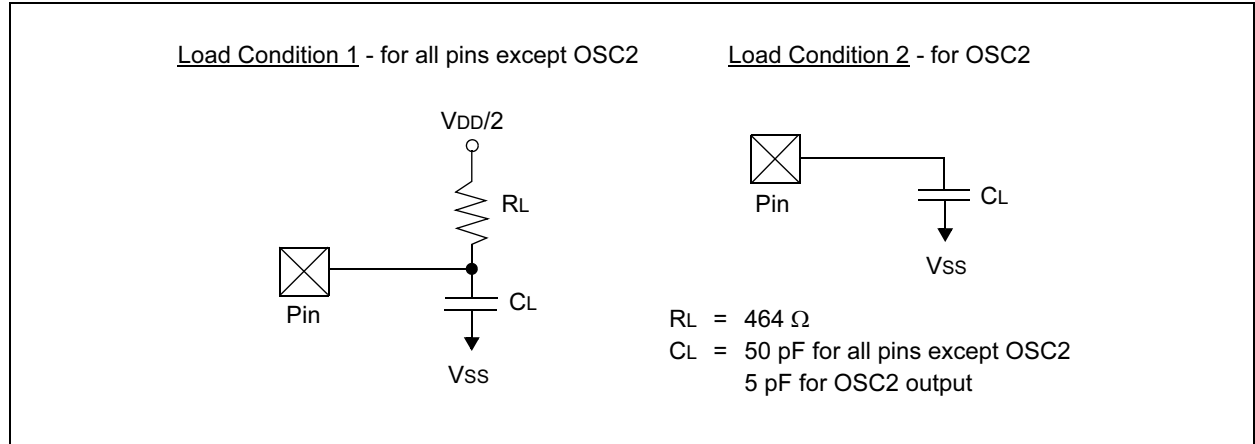 Load Condition 1 - for all pins except OSC2
VDD/2
RL
Pin
CL
VSS
Load Condition 2 - for OSC2
Pin
CL
VSS
RL = 464 Ω
CL = 50 pF for all pins except OSC2
5 pF for OSC2 output